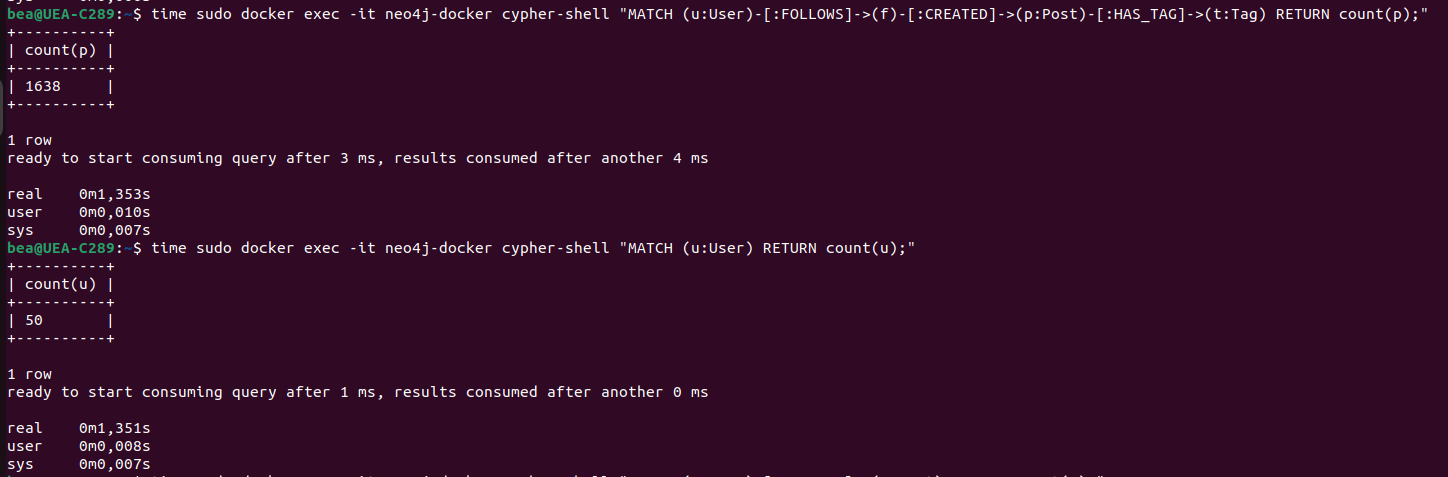 bea@UEA-C289:~$ time sudo docker exec -it neo4j-docker cypher-shell "MATCH (u:User)-[:FOLLOWS]->(f)-[:CREATED]->(p:Post)-[:HAS_TAG]->(t:Tag) RETURN count(p);"
+----------+
| count(p) |
+----------+
| 1638     |
+----------+

1 row
ready to start consuming query after 3 ms, results consumed after another 4 ms

real    0m1,353s
user    0m0,010s
sys     0m0,007s
bea@UEA-C289:~$ time sudo docker exec -it neo4j-docker cypher-shell "MATCH (u:User) RETURN count(u);"
+----------+
| count(u) |
+----------+
| 50       |
+----------+

1 row
ready to start consuming query after 1 ms, results consumed after another 0 ms

real    0m1,351s
user    0m0,008s
sys     0m0,007s